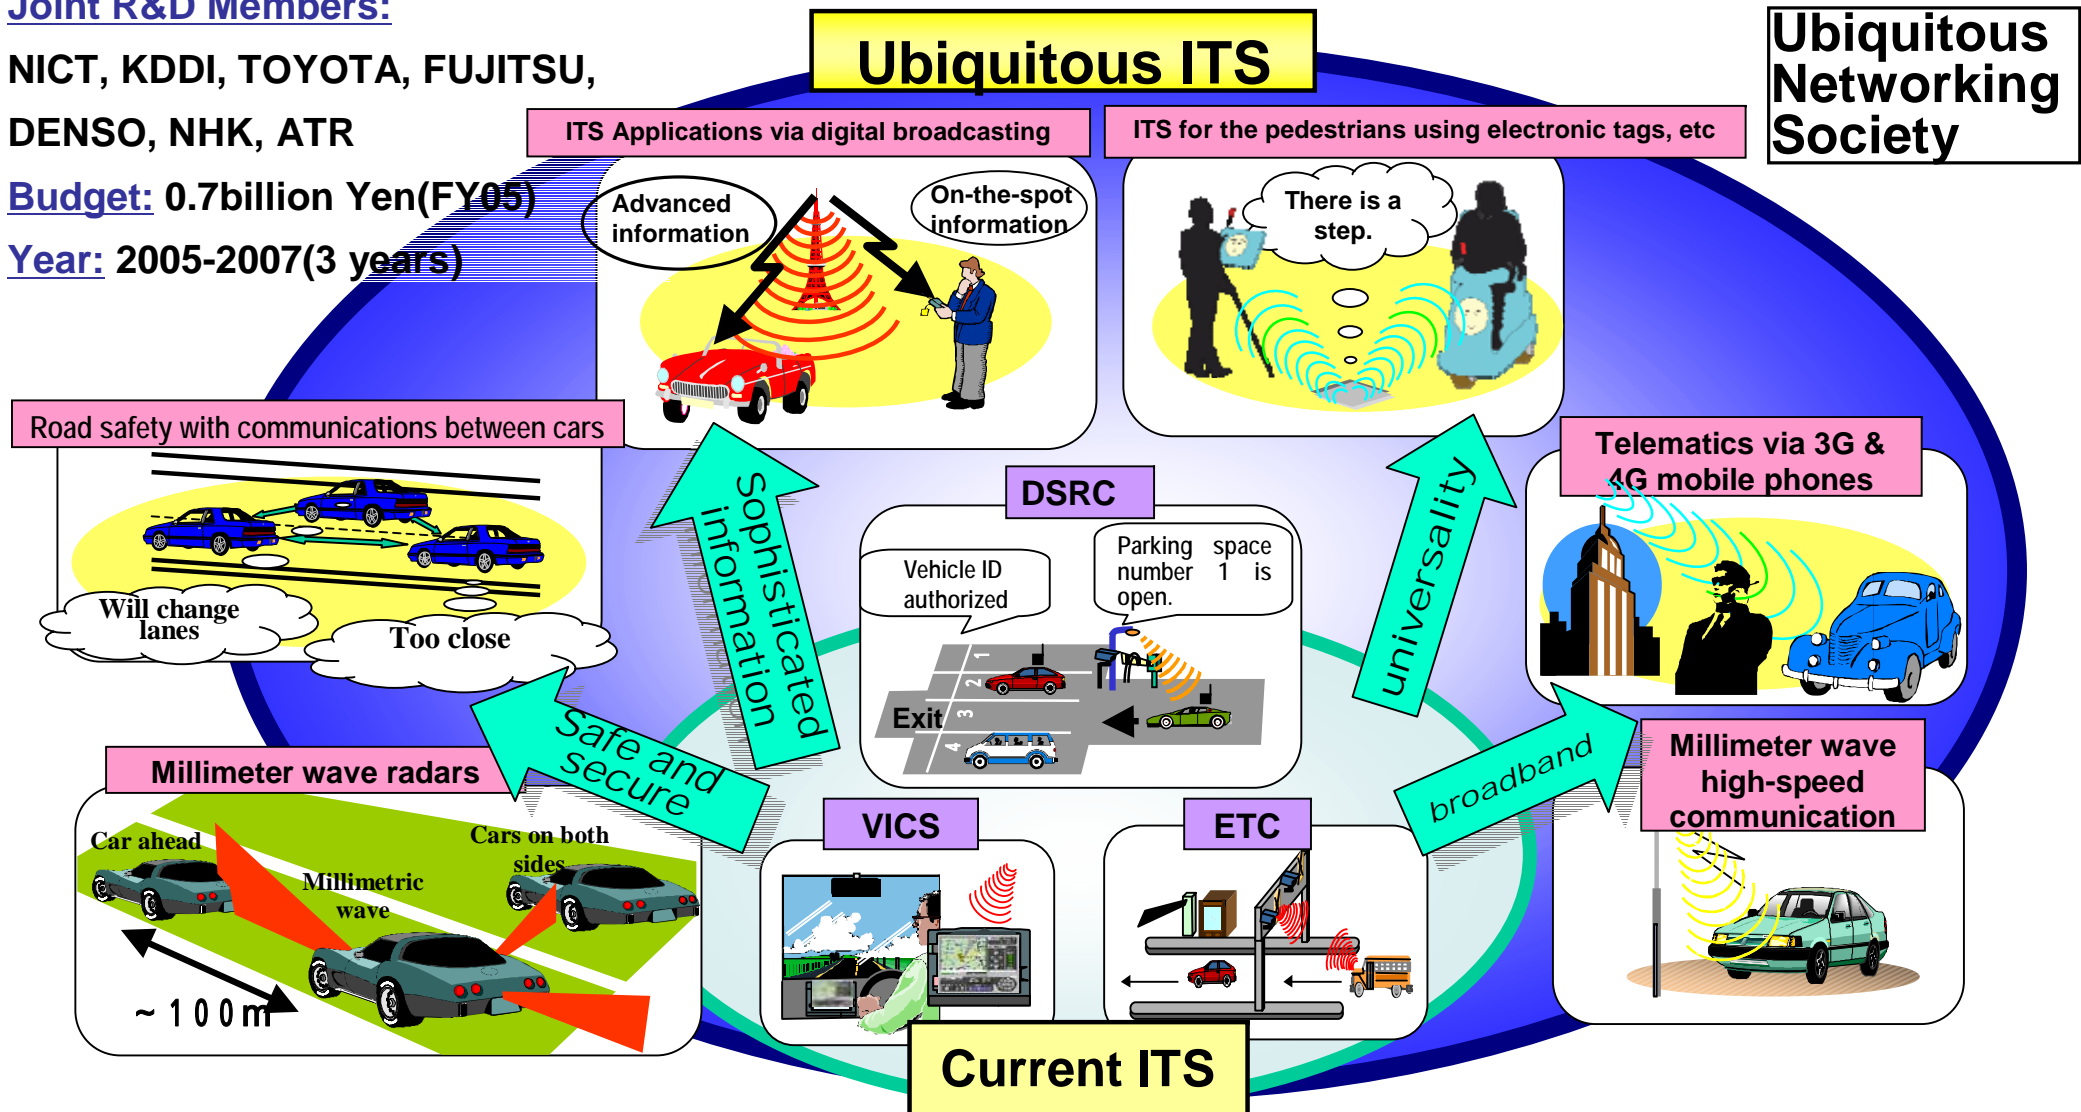 Joint R&D Members:
NICT, KDDI, TOYOTA, FUJITSU,
DENSO, NHK, ATR
Budget: 0.7billion Yen(FY05)
Year: 2005-2007(3 years)
Ubiquitous ITS
Ubiquitous
Networking
Society
ITS Applications via digital broadcasting
Advanced
information
On-the-spot
information
ITS for the pedestrians using electronic tags, etc
There is a
step.
Road safety with communications between cars
Will change
lanes
Too close
Sophisticated
information
DSRC
Vehicle ID
authorized
Parking space
number 1 is
open.
1
2
3
4
Exit
universality
Telematics via 3G &
4G mobile phones
Safe and
secure
broadband
Millimeter wave radars
Car ahead
Cars on both
sides
Millimetric
wave
~100m
VICS
ETC
Millimeter wave
high-speed
communication
Current ITS